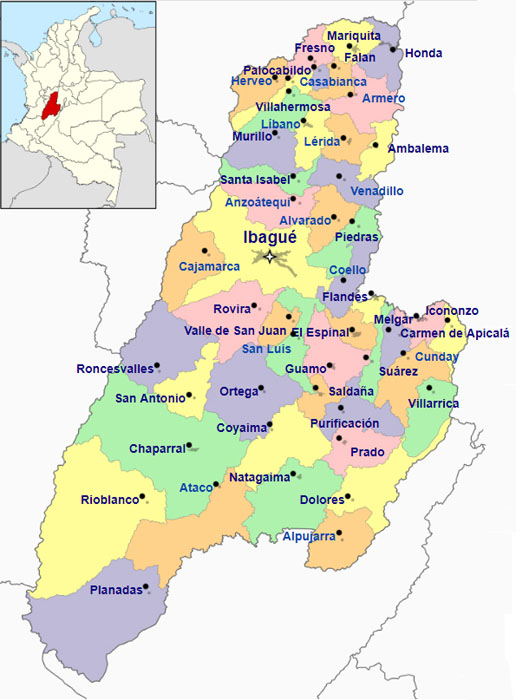 Mariquita
Fresno
Falan
Honda
Palocabildo
Casabianca
Herveo
Villahermosa
Armero
Líbano
Murillo
Lérida
Ambalema
Santa Isabel
Venadillo
Anzoátequi
Alvarado
Piedras
Ibagué
Cajamarca
Coello
Flandes
Rovira
Icononzo
Melgar
Valle de San Juan
El Espinal
Carmen de Apicalá
San Luis
Cunday
Roncesvalles
Guamo
Suárez
San Antonio
Ortega
Saldaña
Villarrica
Coyaima
Purificación
Chaparral
Prado
Natagaima
Ataco
Rioblanco
Dolores
Alpujarra
Planadas